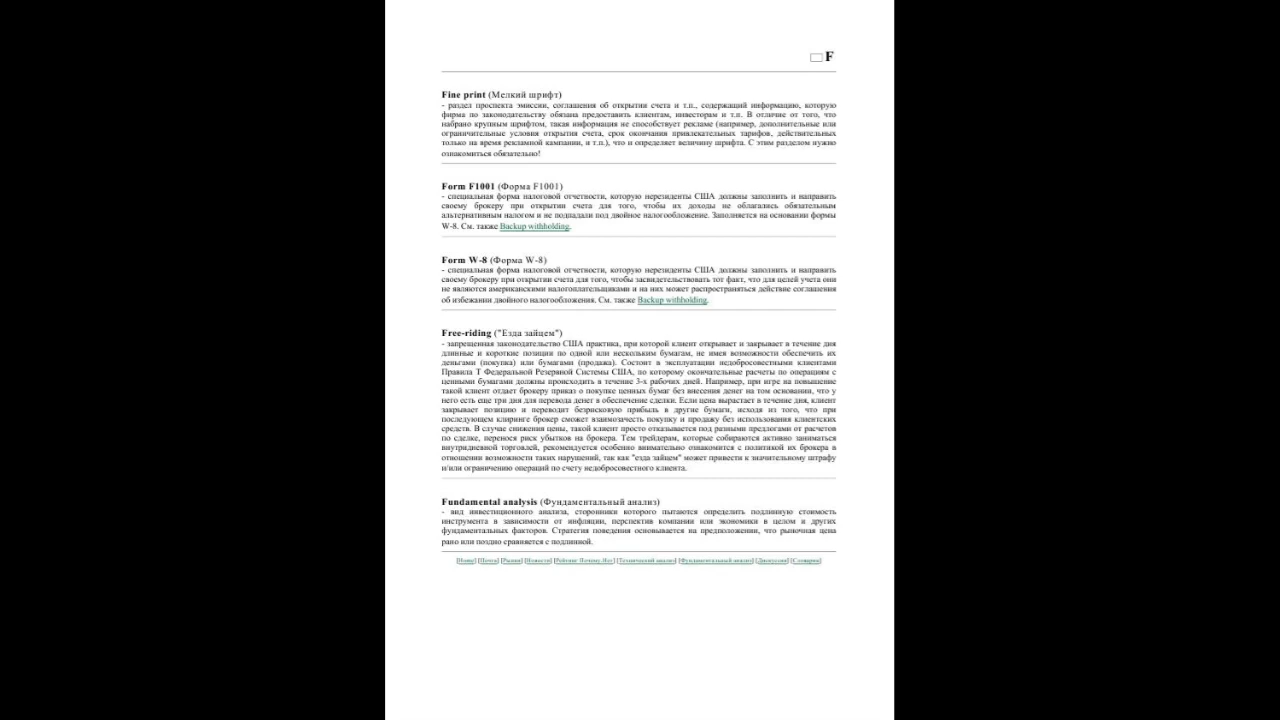 F
Fine print (Мелкий шрифт)
- раздел проспекта эмиссии, соглашения об открытии счета и т.п., содержащий информацию, которую
фирма по законодательству обязана предоставить клиентам, инвесторам и т.п. В отличие от того, что
набрано крупным шрифтом, такая информация не способствует рекламе (например, дополнительные или
ограничительные условия открытия счета, срок окончания привлекательных тарифов, действительных
только на время рекламной кампании, и т.п.), что и определяет величину шрифта. С этим разделом нужно
ознакомиться обязательно!
Form F1001 (Форма F1001)
- специальная форма налоговой отчетности, которую нерезиденты США должны заполнить и направить
своему брокеру при открытии счета для того, чтобы их доходы не облагались обязательным
альтернативным налогом и не подпадали под двойное налогообложение. Заполняется на основании формы
W-8. См. также Backup withholding.
Form W-8 (Форма W-8)
- специальная форма налоговой отчетности, которую нерезиденты США должны заполнить и направить
своему брокеру при открытии счета для того, чтобы засвидетельствовать тот факт, что для целей учета они
не являются американскими налогоплательщиками и на них может распространяться действие соглашения
об избежании двойного налогообложения. См. также Backup withholding.
Free-riding ("Езда зайцем")
- запрещенная законодательством США практика, при которой клиент открывает и закрывает в течение дня
длинные и короткие позиции по одной или нескольким бумагам, не имея возможности обеспечить их
деньгами (покупка) или бумагами (продажа). Состоит в эксплуатации недобросовестными клиентами
Правила Т Федеральной Резервной Системы США, по которому окончательные расчеты по операциям с
ценными бумагами должны происходить в течение 3-х рабочих дней. Например, при игре на повышение
такой клиент отдает брокеру приказ о покупке ценных бумаг без внесения денег на том основании, что у
него есть еще три дня для перевода денег в обеспечение сделки. Если цена вырастает в течение дня, клиент
закрывает позицию и переводит безрисковую прибыль в другие бумаги, исходя из того, что при
последующем клиринге брокер сможет взаимозачесть покупку и продажу без использования клиентских
средств. В случае снижения цены, такой клиент просто отказывается под разными предлогами от расчетов
по сделке, перенося риск убытков на брокера. Тем трейдерам, которые собираются активно заниматься
внутридневной торговлей, рекомендуется особенно внимательно ознакомится с политикой их брокера в
отношении возможности таких нарушений, так как "езда зайцем" может привести к значительному штрафу
и/или ограничению операций по счету недобросовестного клиента.
Fundamental analysis (Фундаментальный анализ)
- вид инвестиционного анализа, сторонники которого пытаются определить подлинную стоимость
инструмента в зависимости от инфляции, перспектив компании или экономики в целом и других
фундаментальных факторов. Стратегия поведения основывается на предположении, что рыночная цена
рано или поздно сравняется с подлинной.
[Home] [Почта] [Рынки] [Новости] [Рейтинг] [Технический анализ] [Фундаментальный анализ] [Дискуссия] [Словарик]